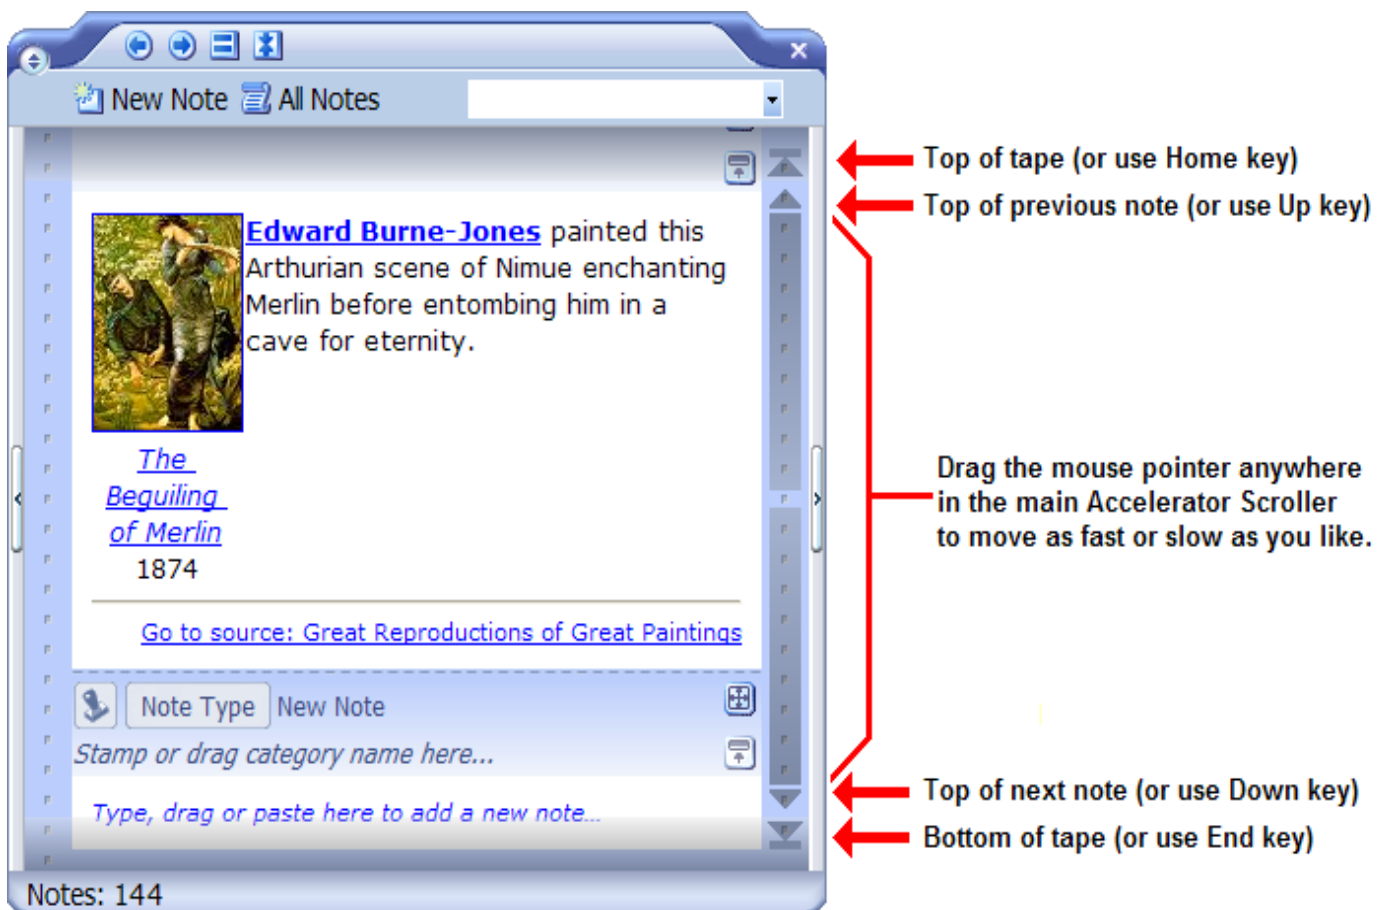 New Note All Notes
Top of tape (or use Home key)
Top of previous note (or use Up key)
Edward Burne-Jones painted this
Arthurian scene of Nimue enchanting
Merlin before entombing him in a
cave for eternity.
The
Beguiling
of Merlin
1874
Drag the mouse pointer anywhere
in the main Accelerator Scroller
to move as fast or slow as you like.
Go to source: Great Reproductions of Great Paintings
Note Type New Note
Stamp or drag category name here...
Type, drag or paste here to add a new note...
Top of next note (or use Down key)
Bottom of tape (or use End key)
Notes: 144